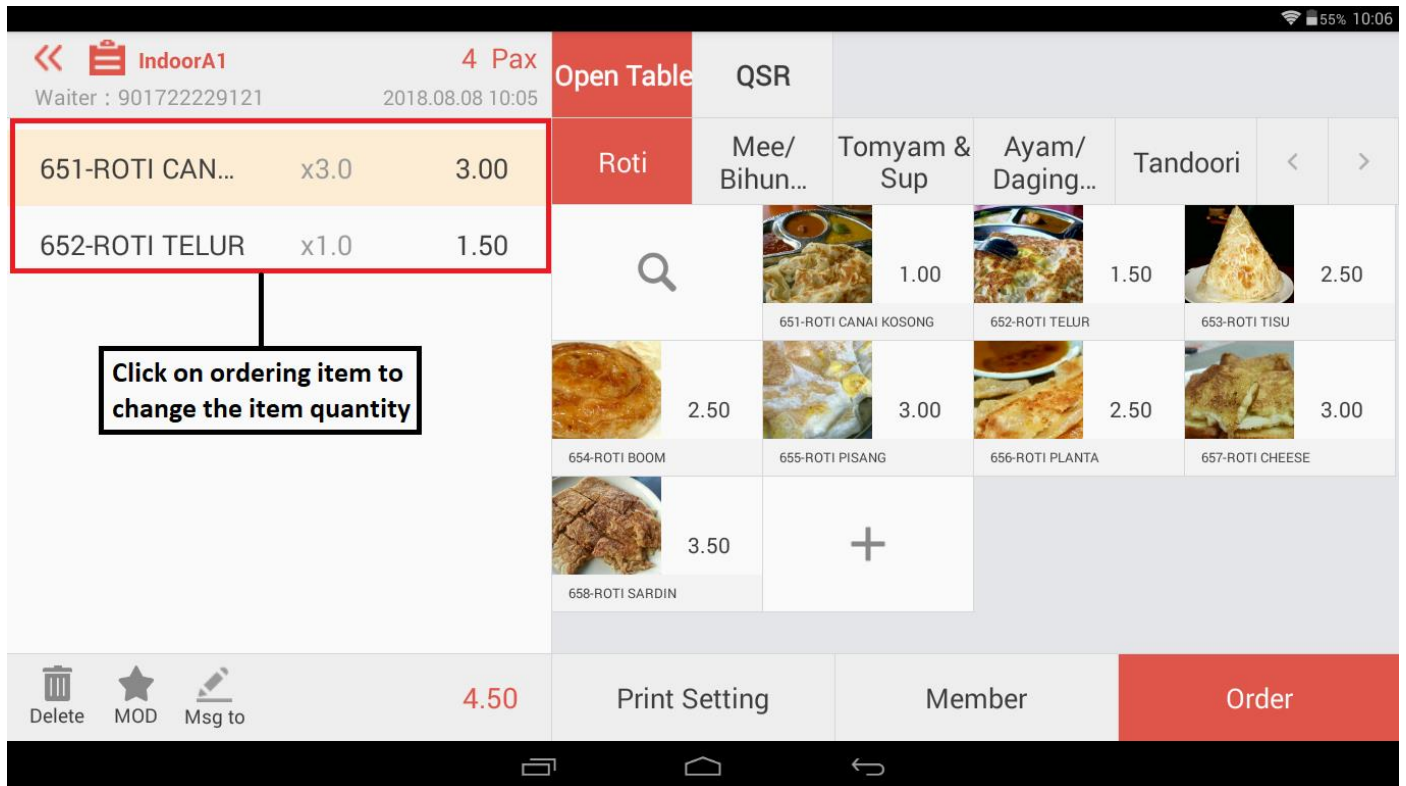 55% 10:06
IndoorA1 4 Pax
Waiter : 901722229121 2018.08.08 10:05
651-ROTI CAN... x3.0 3.00
652-ROTI TELUR x1.0 1.50
Click on ordering item to
change the item quantity
Delete MOD Msg to 4.50
Open Table QSR
Roti
Mee/
Bihun...
Tomyam &
Sup
Ayam/
Daging...
Tandoori < >
1.00 1.50 2.50
651-ROTI CANAI KOSONG 652-ROTI TELUR 653-ROTI TISU
2.50 3.00 2.50 3.00
654-ROTI BOOM 655-ROTI PISANG 656-ROTI PLANTA 657-ROTI CHEESE
3.50 +
658-ROTI SARDIN
Print Setting Member Order